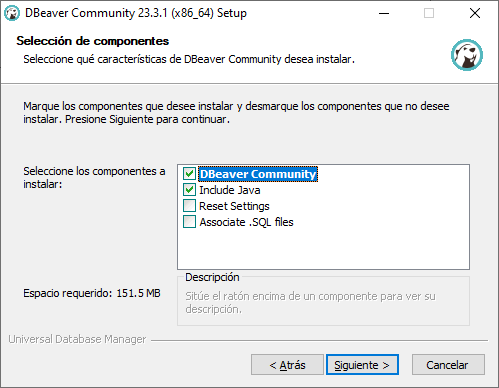 DBeaver Community 23.3.1 (x86_64) Setup
Selección de componentes
Seleccione qué características de DBeaver Community desea instalar.
Marque los componentes que desee instalar y desmarque los componentes que no desee
instalar. Presione Siguiente para continuar.
Seleccione los componentes a
instalar:
DBeaver Community
Include Java
Reset Settings
Associate .SQL files
Espacio requerido: 151.5 MB
Descripción
Sitúe el ratón encima de un componente para ver su
descripción.
Universal Database Manager
< Atrás
Siguiente >
Cancelar